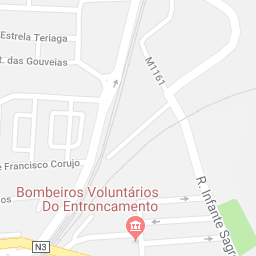 Estrela Teriaga
R. das Gouveias
M1161
Francisco Corujo
R. Infante Sagr
Bombeiros Voluntários
Do Entroncamento
N3